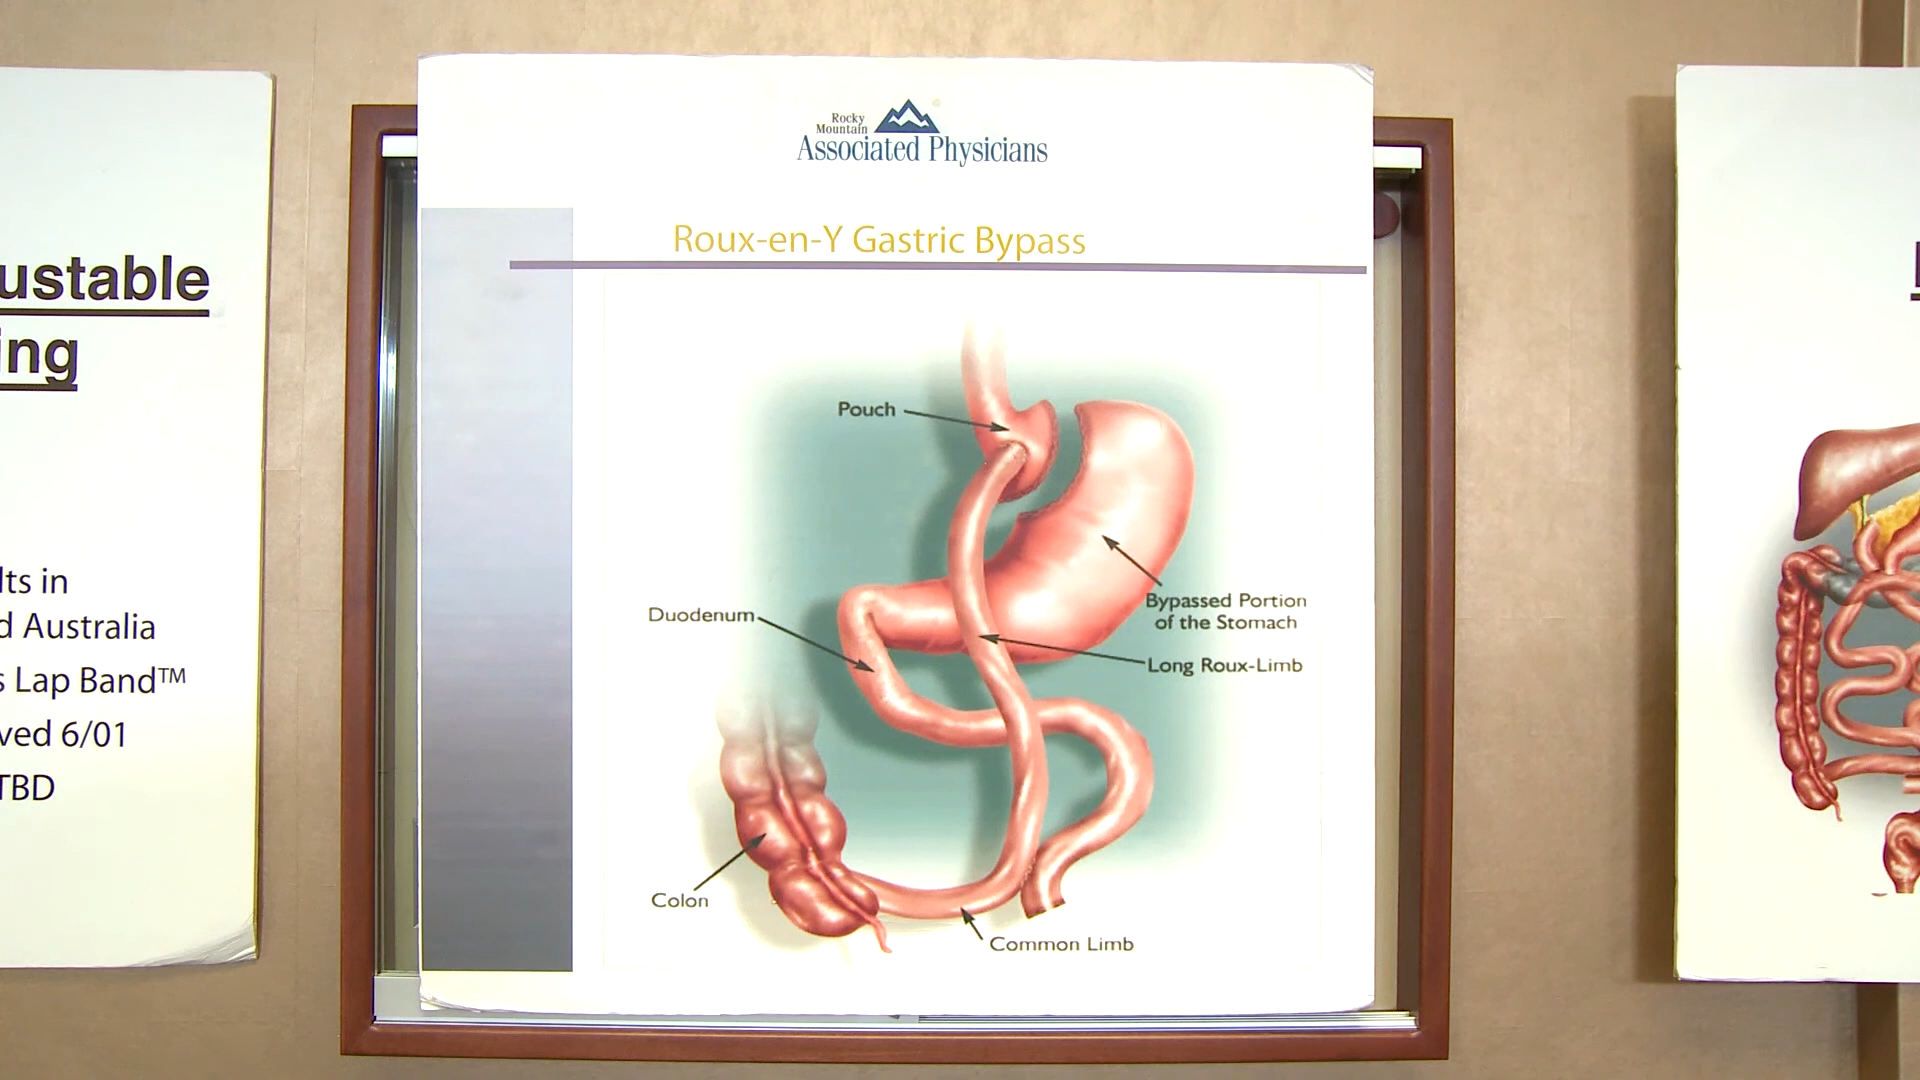 ustable
ing
lts in
d Australia
s Lap Band™
ved 6/01
TBD
Rocky
Mountain
Associated Physicians
Roux-en-Y Gastric Bypass
Pouch
Duodenum
Bypassed Portion
of the Stomach
Long Roux-Limb
Colon
Common Limb